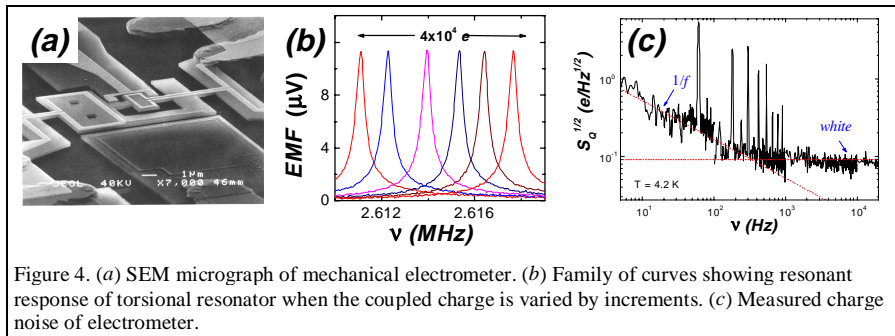 (a)
JEOL 40KV 1µm X7,000 46mm
(b)
4x10⁴ e
EMF (µV)
8
4
0
2.612
2.616
ν (MHz)
(c)
S_Q^1/2 (e/Hz^1/2)
10⁰
10⁻¹
1/f
white
T = 4.2 K
10¹
10²
10³
10⁴
ν (Hz)
Figure 4. (a) SEM micrograph of mechanical electrometer. (b) Family of curves showing resonant
response of torsional resonator when the coupled charge is varied by increments. (c) Measured charge
noise of electrometer.